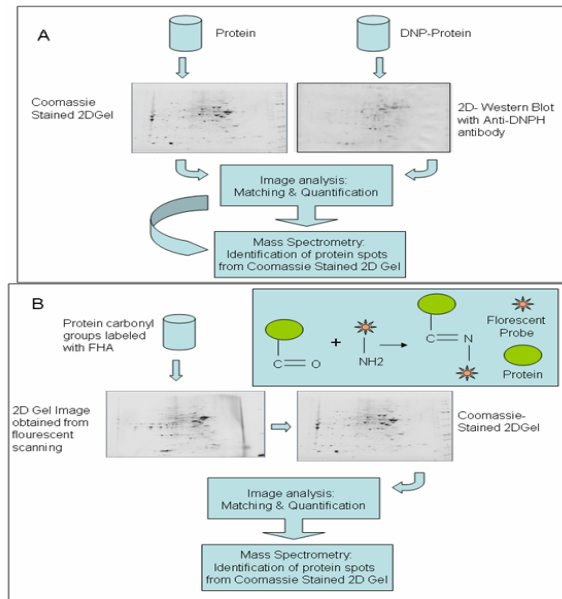 A
Protein
DNP-Protein
Coomassie
Stained 2DGel
2D- Western Blot
with Anti-DNPH
antibody
Image analysis:
Matching & Quantification
Mass Spectrometry:
Identification of protein spots
from Coomassie Stained 2D Gel
B
Protein carbonyl
groups labeled
with FHA
C
O
+
NH2
C
N
Florescent
Probe
Protein
2D Gel Image
obtained from
flourescent
scanning
Coomassie-
Stained 2DGel
Image analysis:
Matching & Quantification
Mass Spectrometry:
Identification of protein spots
from Coomassie Stained 2D Gel